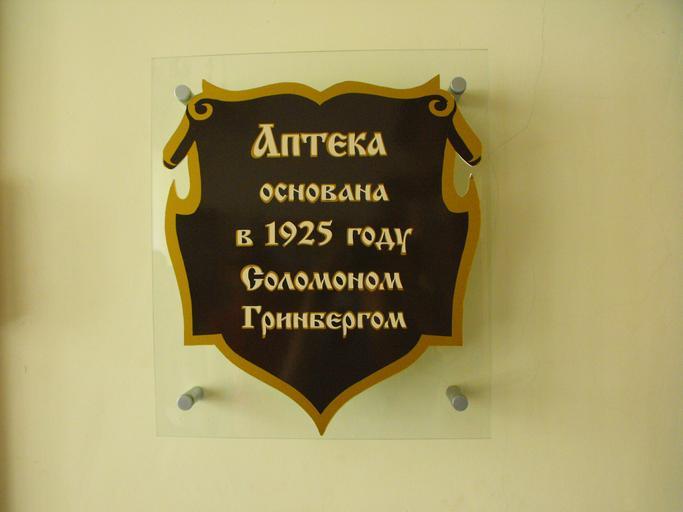 Аптека
основана
в 1925 году
Соломоном
Гринбергом